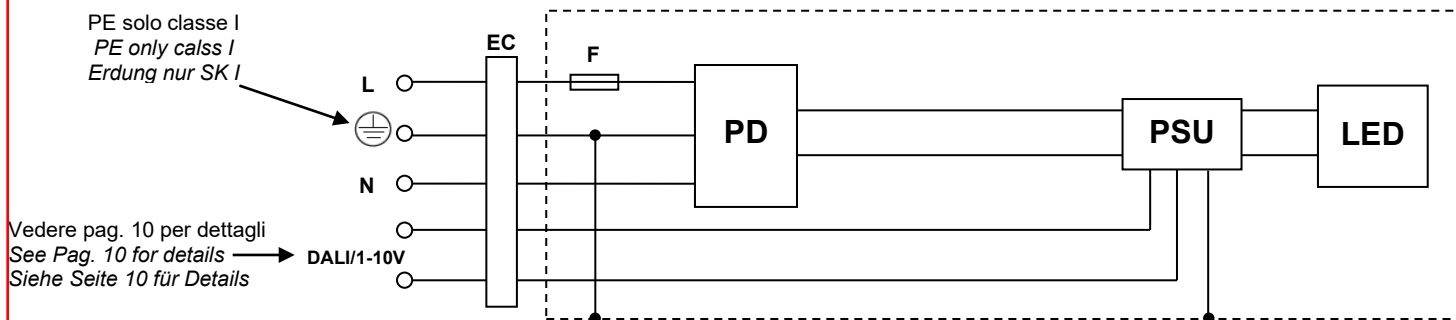 PE solo classe I
PE only calss I
Erdung nur SK I
EC
F
L
N
PD
PSU
LED
Vedere pag. 10 per dettagli
See Pag. 10 for details
DALI/1-10V
Siehe Seite 10 für Details